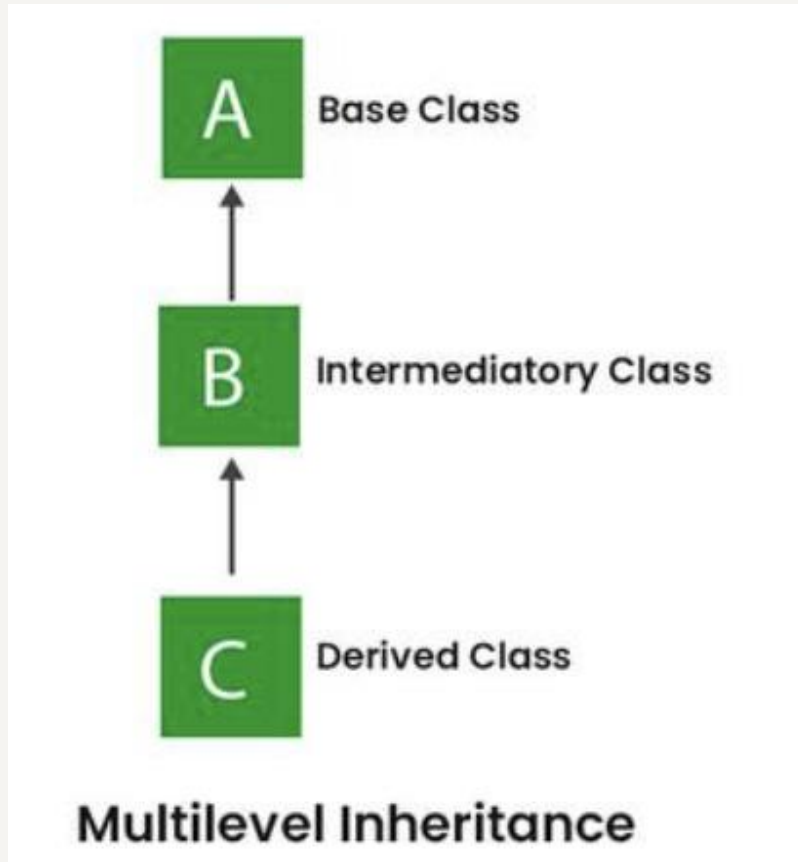 A
Base Class
B
Intermediatory Class
C
Derived Class
Multilevel Inheritance